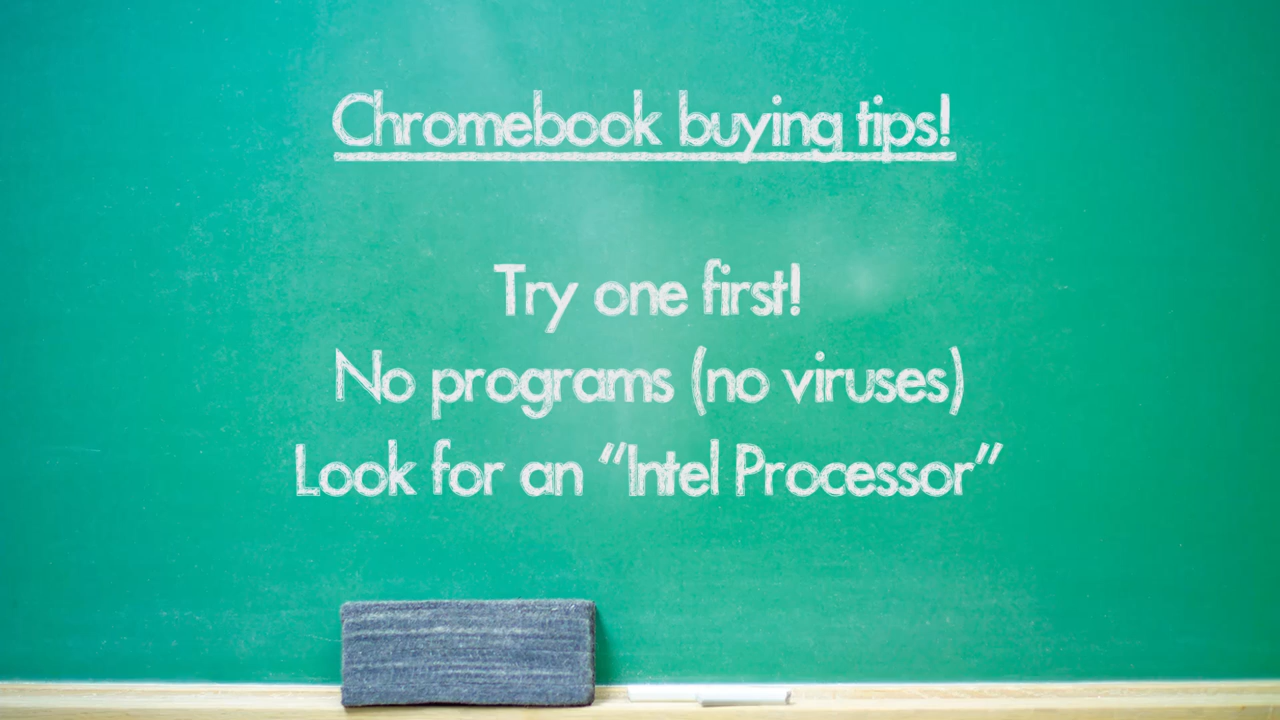 Chromebook buying tips!
Try one first!
No programs (no viruses)
Look for an “Intel Processor”